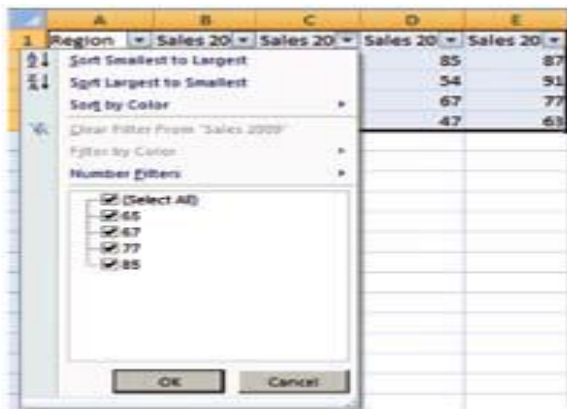 A B C D E
1 Region Sales 20 Sales 20 Sales 20 Sales 20
Sort Smallest to Largest 85 87
Sort Largest to Smallest 54 91
Sort by Color 67 77
Clear Filter From "Sales 2009" 47 63
Filter by Color
Number Filters
(Select All)
65
67
77
85
OK Cancel